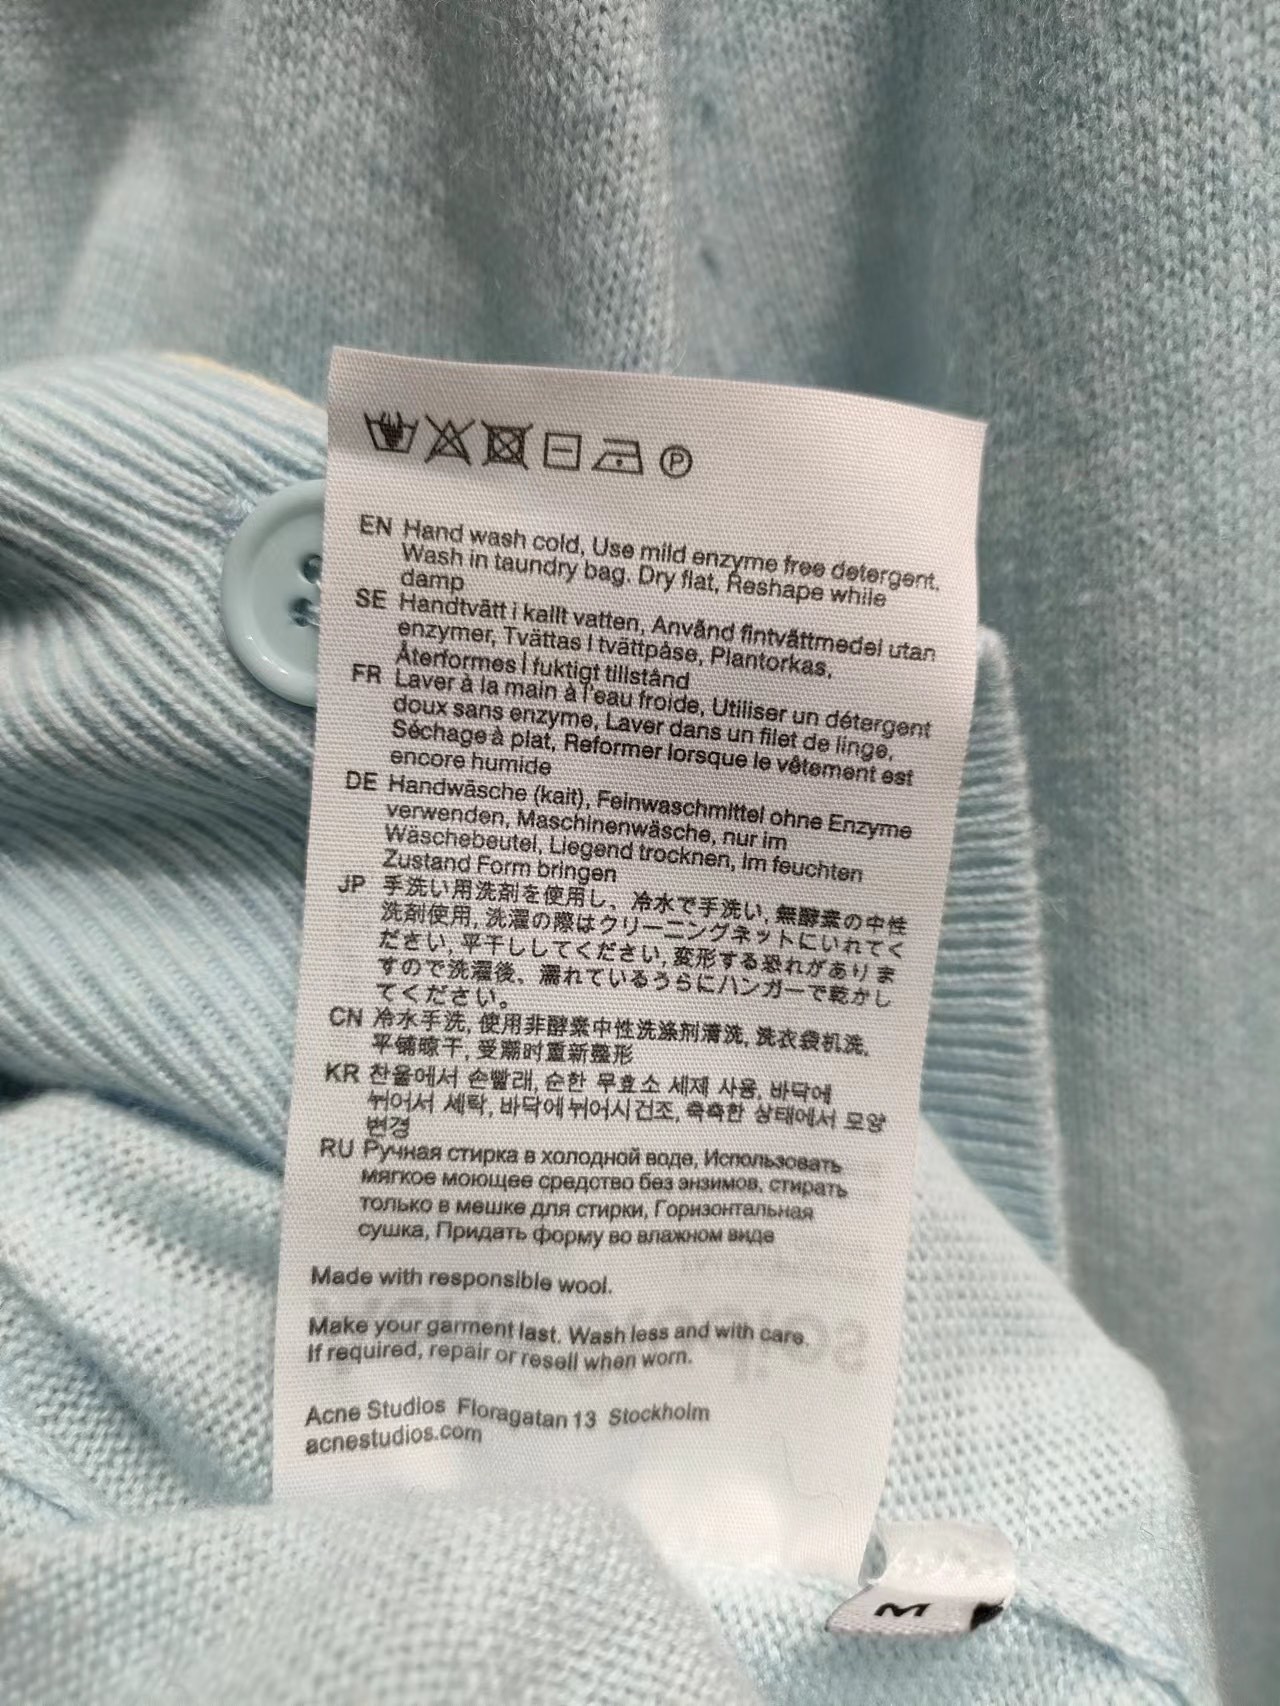 EN Hand wash cold, Use mild enzyme free detergent.
Wash in taundry bag. Dry flat, Reshape while
damp
SE Handtvätt i kallt vatten, Använd fintvättmedel utan
enzymer, Tvättas I tvättpåse, Plantorkas,
Återformes İ fuktigt tillstånd
FR Laver à la main à l'eau froide, Utiliser un détergent
doux sans enzyme, Laver dans un filet de linge,
Séchage à plat, Reformer lorsque le vêtement est
encore humide
DE Handwäsche (kait), Feinwaschmittel ohne Enzyme
verwenden, Maschinenwäsche, nur im
Wäschebeutel, Liegend trocknen, Im feuchten
Zustand Form bringen
JP 手洗い用洗剤を使用し、冷水で手洗い, 無酵素の中性
洗剤使用, 洗濯の際はクリーニングネットにいれてく
ださい, 平干ししてください, 変形する恐れがありま
すので洗濯後、濡れているうらにハンガーで乾かし
てください。
CN 冷水手洗, 使用非酵素中性洗涤剂清洗, 洗衣袋机洗,
平铺晾干, 受潮时重新整形
KR 찬울에서 손빨래, 순한 무효소 세제 사용, 바닥에
뉘어서 세탁, 바닥에 뉘어시건조, 축축한 상태에서 모양
변경
RU Ручная стирка в холодной воде, Использовать
мягкое моющее средство без энзимов, стирать
только в мешке для стирки, Горизонтальная
сушка, Придать форму во влажном виде
Made with responsible wool.
Make your garment last. Wash less and with care.
If required, repair or resell when worn.
Acne Studios Floragatan 13 Stockholm
acnestudios.com
M